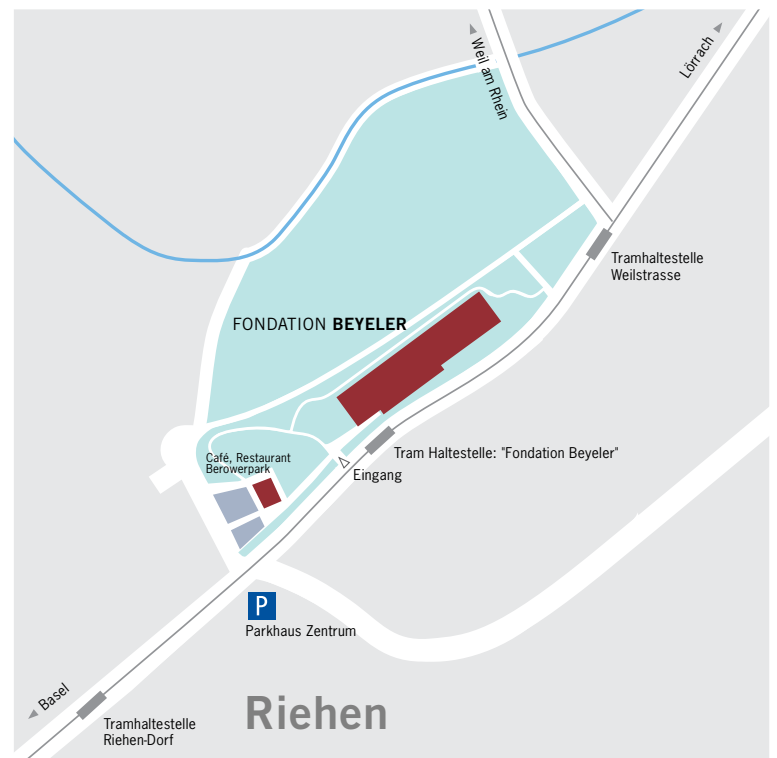 Weil am Rhein
Lörrach
Tramhaltestelle
Weilstrasse
FONDATION BEYELER
Café, Restaurant
Berowerpark
Tram Haltestelle: "Fondation Beyeler"
Eingang
P
Parkhaus Zentrum
Basel
Riehen
Tramhaltestelle
Riehen-Dorf